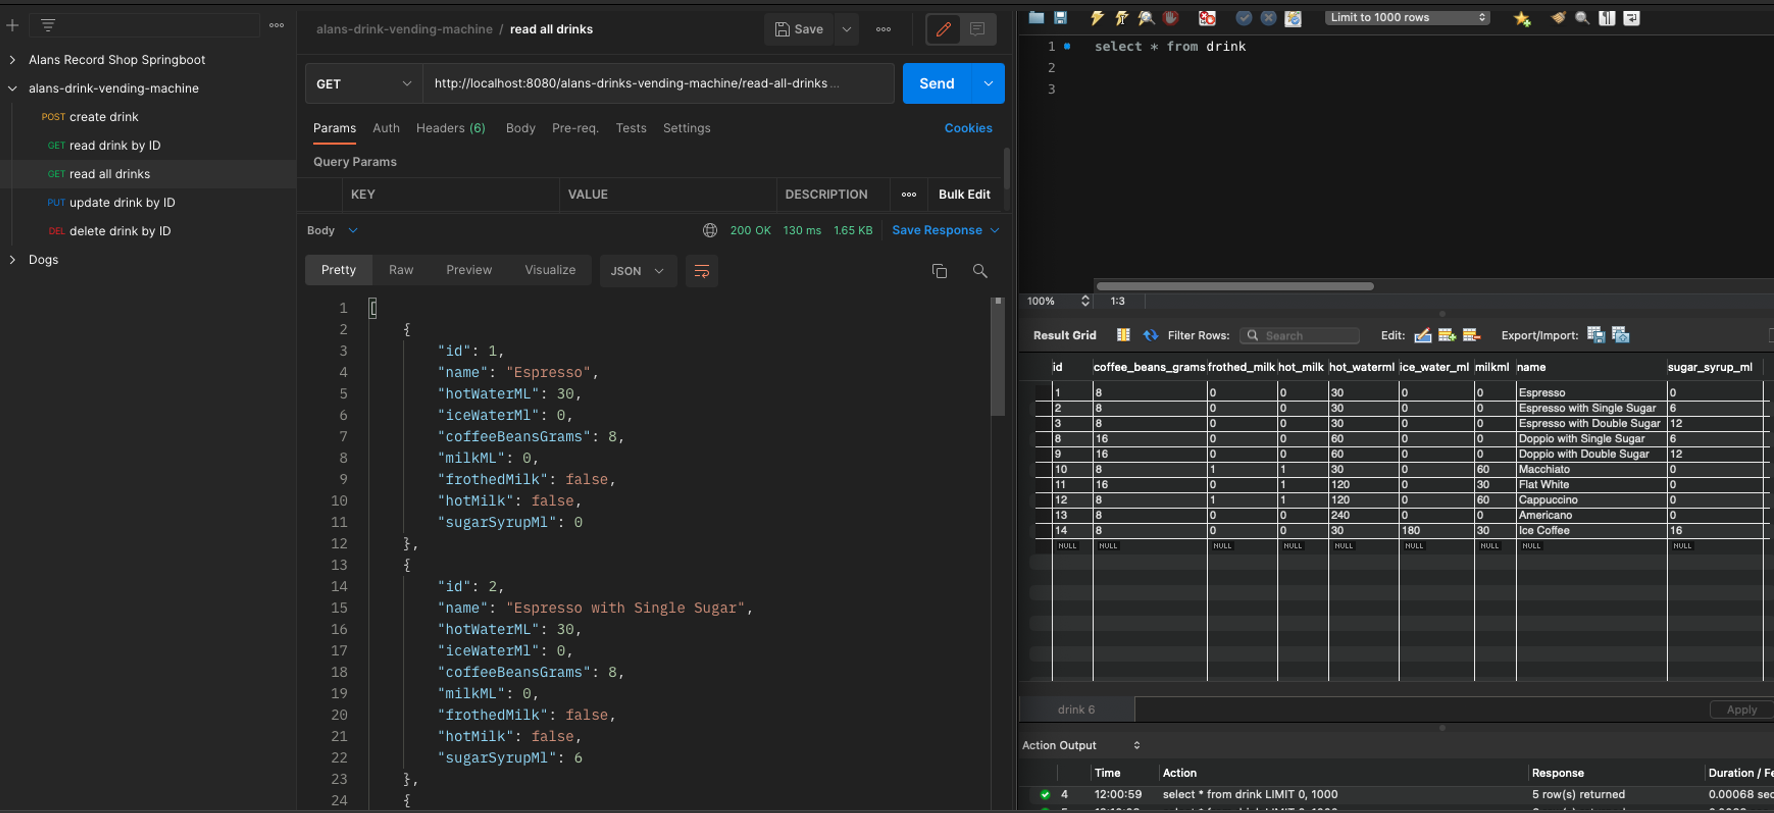 alans-drink-vending-machine / read all drinks
Save
Limit to 1000 rows
Alans Record Shop Springboot
alans-drink-vending-machine
POST create drink
GET read drink by ID
GET read all drinks
PUT update drink by ID
DEL delete drink by ID
Dogs
GET
http://localhost:8080/alans-drinks-vending-machine/read-all-drinks ...
Send
Params Auth Headers (6) Body Pre-req. Tests Settings Cookies
Query Params
KEY VALUE DESCRIPTION Bulk Edit
Body 200 OK 130 ms 1.65 KB Save Response
Pretty Raw Preview Visualize JSON
1 [
2 {
3 "id": 1,
4 "name": "Espresso",
5 "hotWaterML": 30,
6 "iceWaterMl": 0,
7 "coffeeBeansGrams": 8,
8 "milkML": 0,
9 "frothedMilk": false,
10 "hotMilk": false,
11 "sugarSyrupMl": 0
12 },
13 {
14 "id": 2,
15 "name": "Espresso with Single Sugar",
16 "hotWaterML": 30,
17 "iceWaterMl": 0,
18 "coffeeBeansGrams": 8,
19 "milkML": 0,
20 "frothedMilk": false,
21 "hotMilk": false,
22 "sugarSyrupMl": 6
23 },
24 {
1 select * from drink
2
3
100% 1:3
Result Grid Filter Rows: Search Edit: Export/Import:
id coffee_beans_grams frothed_milk hot_milk hot_waterml ice_water_ml milkml name sugar_syrup_ml
1 8 0 0 30 0 0 Espresso 0
2 8 0 0 30 0 0 Espresso with Single Sugar 6
3 8 0 0 30 0 0 Espresso with Double Sugar 12
8 16 0 0 60 0 0 Doppio with Single Sugar 6
9 16 0 0 60 0 0 Doppio with Double Sugar 12
10 8 1 1 30 0 60 Macchiato 0
11 16 0 1 120 0 30 Flat White 0
12 8 1 1 120 0 60 Cappuccino 0
13 8 0 0 240 0 0 Americano 0
14 8 0 0 30 180 30 Ice Coffee 16
NULL NULL NULL NULL NULL NULL NULL NULL NULL
drink 6 Apply
Action Output
Time Action Response Duration / Fe
4 12:00:59 select * from drink LIMIT 0, 1000 5 row(s) returned 0.00068 sec